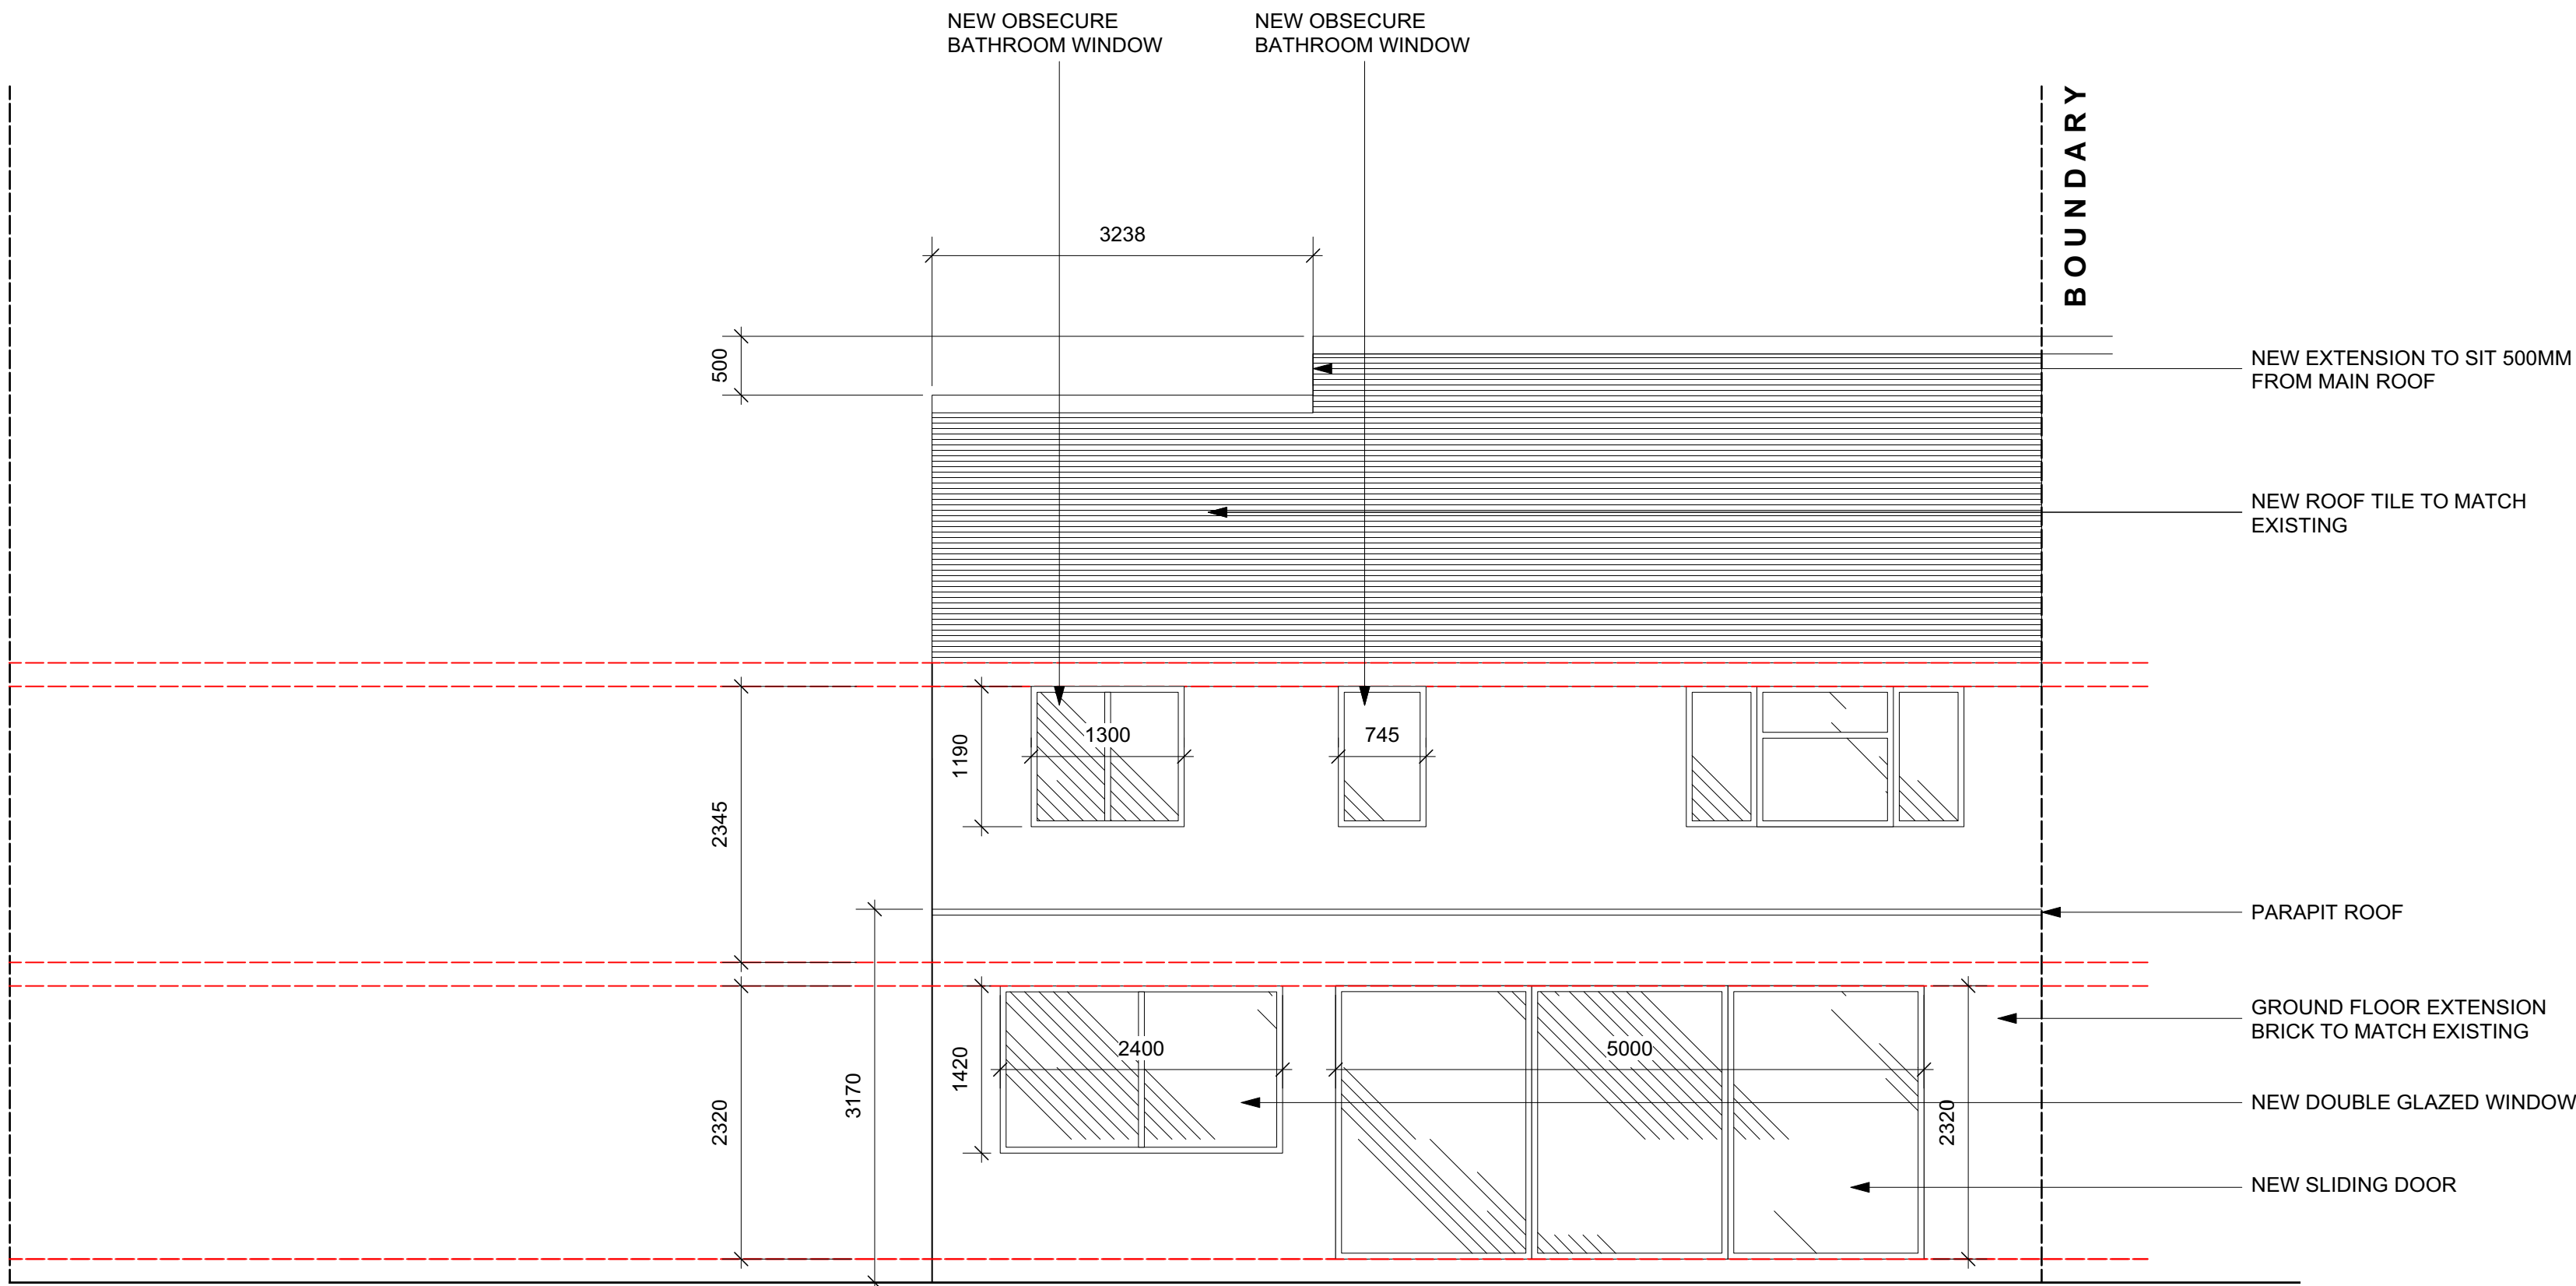 NEW OBSECURE
BATHROOM WINDOW
NEW OBSECURE
BATHROOM WINDOW
BOUNDARY
3238
500
NEW EXTENSION TO SIT 500MM
FROM MAIN ROOF
NEW ROOF TILE TO MATCH
EXISTING
1300
745
1190
2345
PARAPIT ROOF
GROUND FLOOR EXTENSION
BRICK TO MATCH EXISTING
2400
5000
1420
3170
2320
2320
NEW DOUBLE GLAZED WINDOW
NEW SLIDING DOOR